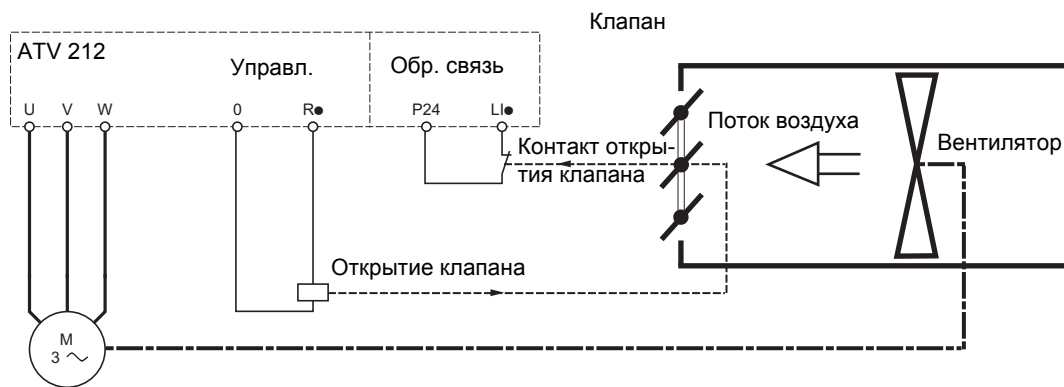 Клапан
ATV 212
Управл.
Обр. связь
U V W 0 R● P24 LI●
Поток воздуха
Вентилятор
Контакт откры-
тия клапана
Открытие клапана
M
3 ~